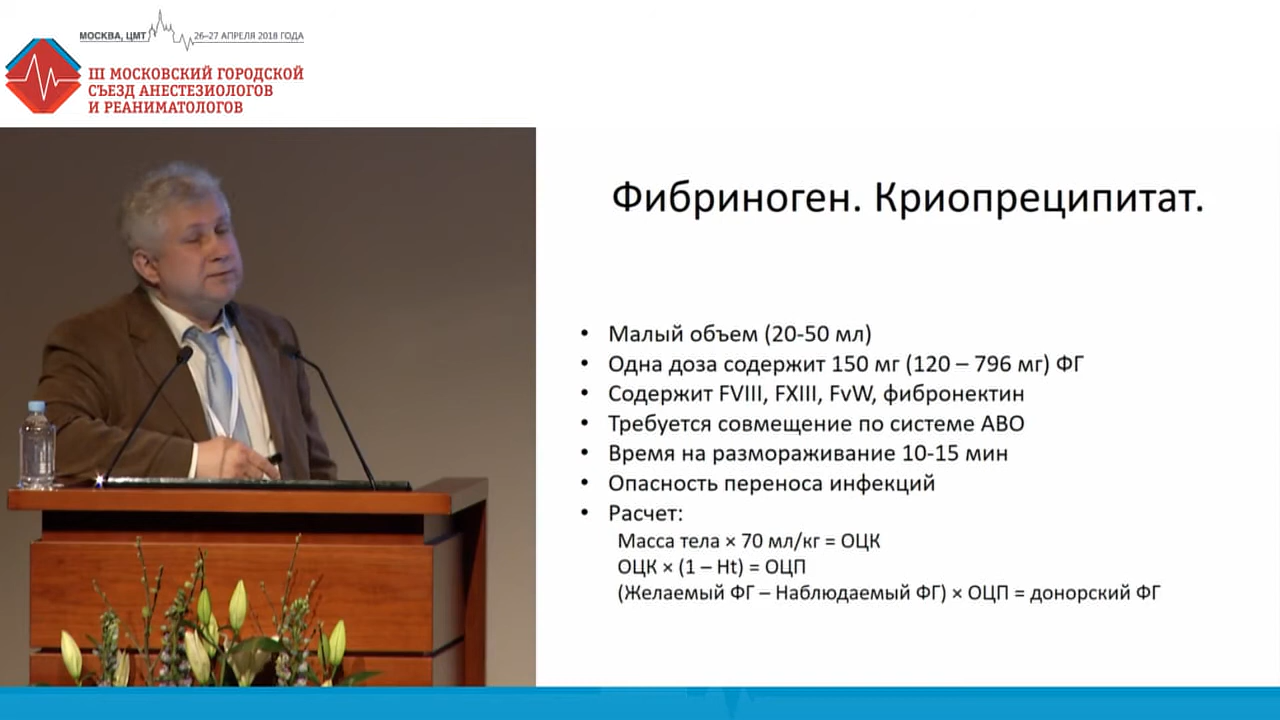 МОСКВА, ЦМТ 26–27 АПРЕЛЯ 2018 ГОДА
III МОСКОВСКИЙ ГОРОДСКОЙ
СЪЕЗД АНЕСТЕЗИОЛОГОВ
И РЕАНИМАТОЛОГОВ
Фибриноген. Криопреципитат.
• Малый объем (20-50 мл)
• Одна доза содержит 150 мг (120 – 796 мг) ФГ
• Содержит FVIII, FXIII, FvW, фибронектин
• Требуется совмещение по системе АВО
• Время на размораживание 10-15 мин
• Опасность переноса инфекций
• Расчет:
Масса тела × 70 мл/кг = ОЦК
ОЦК × (1 – Ht) = ОЦП
(Желаемый ФГ – Наблюдаемый ФГ) × ОЦП = донорский ФГ